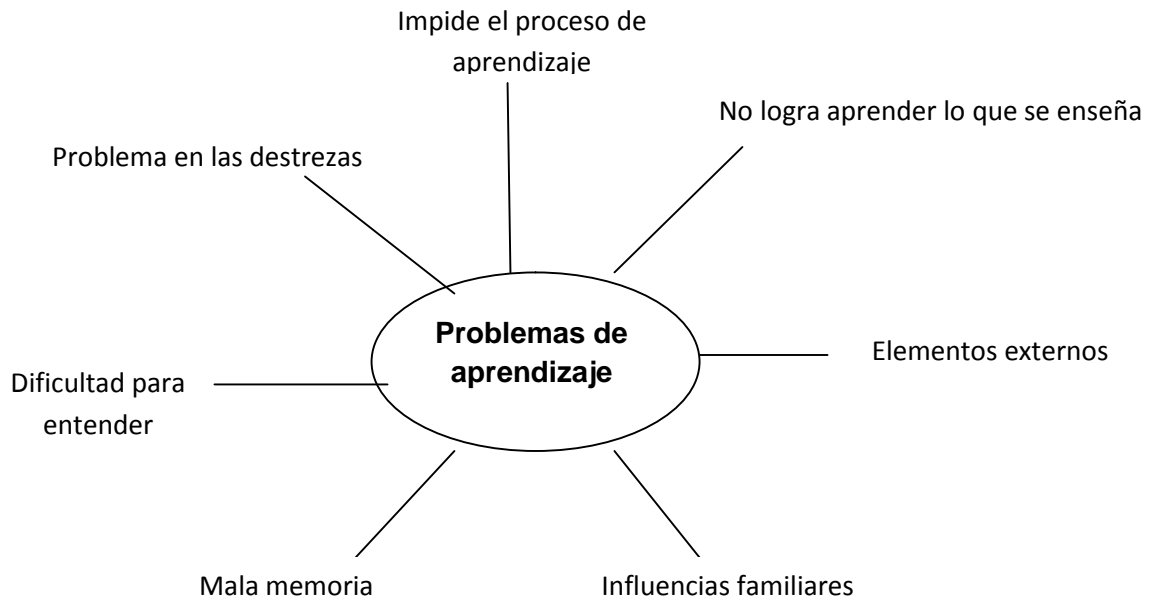 Impide el proceso de
aprendizaje
No logra aprender lo que se enseña
Problema en las destrezas
Problemas de
aprendizaje
Elementos externos
Dificultad para
entender
Mala memoria
Influencias familiares